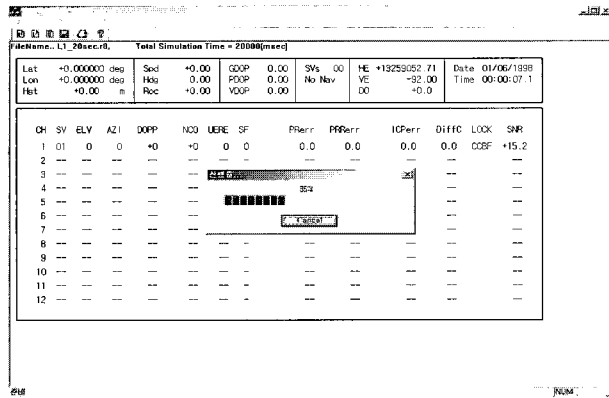 FileName.. L1_20sec.r8, Total Simulation Time = 20000[msec]
Lat +0.000000 deg Spd +0.00 GDOP 0.00 SVs 00 ME +13259052.71 Date 01/06/1998
Lon +0.000000 deg Hdg 0.00 PDOP 0.00 No Nav VE -92.00 Time 00:00:07.1
Hgt +0.00 m Roc +0.00 VDOP 0.00 DO +0.0
CH SV ELV AZI DOPP NCO UERE SF PRerr PRRerr ICPerr DiffC LOCK SNR
1 01 0 0 +0 +0 0 0 0.0 0.0 0.0 0.0 CCBF +15.2
2 -- -- -- -- -- -- -- -- -- -- -- --
3 -- -- -- -- -- --
4 -- -- -- -- -- --
35%
5 -- -- -- -- -- --
6 -- -- -- -- -- --
Cancel
7 -- -- -- -- -- --
8 -- -- -- -- -- -- -- -- -- -- -- --
9 -- -- -- -- -- -- -- -- -- -- -- --
10 -- -- -- -- -- -- -- -- -- -- -- --
11 -- -- -- -- -- -- -- -- -- -- -- --
12 -- -- -- -- -- -- -- -- -- -- -- --
준비 NUM